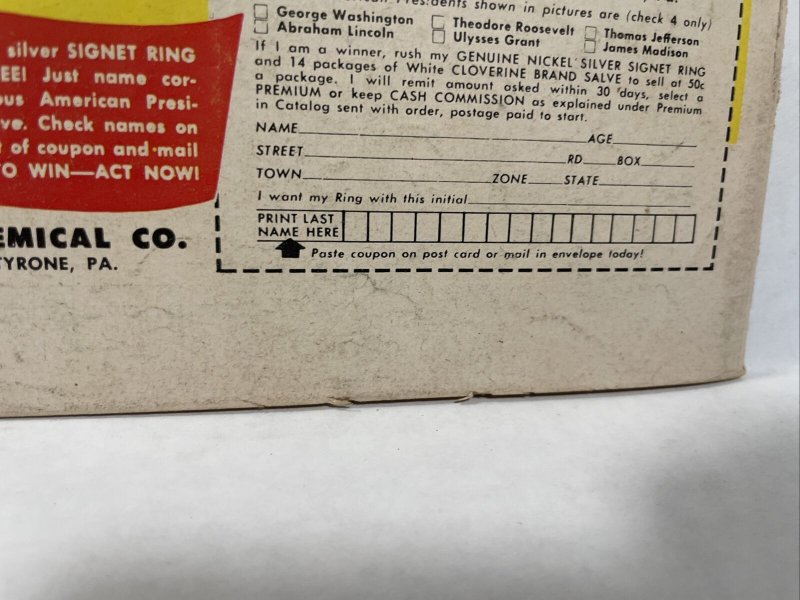 silver SIGNET RING
Just name cor-
American Presi-
Check names on
of coupon and mail
TO WIN—ACT NOW!
CO.
TYRONE, PA.
shown in pictures are (check 4 only)
George Washington
Theodore Roosevelt
Thomas Jefferson
Abraham Lincoln
Ulysses Grant
James Madison
If I am a winner, rush my GENUINE NICKEL SILVER SIGNET RING
and 14 packages of White CLOVERINE BRAND SALVE to sell at 50c
a package. I will remit amount asked within 30 days, select a
PREMIUM or keep CASH COMMISSION as explained under Premium
in Catalog sent with order, postage paid to start.
NAME AGE
STREET RD BOX
TOWN ZONE STATE
I want my Ring with this initial
PRINT LAST
NAME HERE
Paste coupon on post card or mail in envelope today!